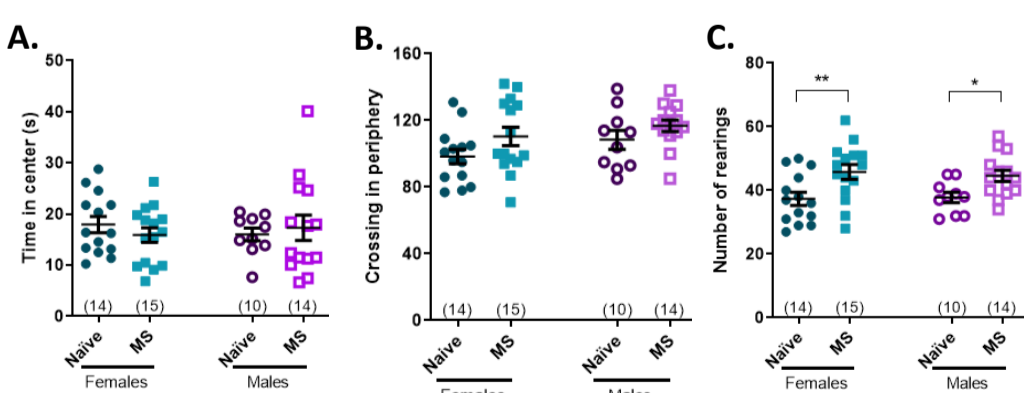 A.
Time in center (s)
50
40
30
20
10
0
(14) (15) (10) (14)
Naïve MS Naïve MS
Females Males
B.
Crossing in periphery
160
120
80
40
0
(14) (15) (10) (14)
Naïve MS Naïve MS
Females Males
C.
Number of rearings
80
60
40
20
0
** *
(14) (15) (10) (14)
Naïve MS Naïve MS
Females Males